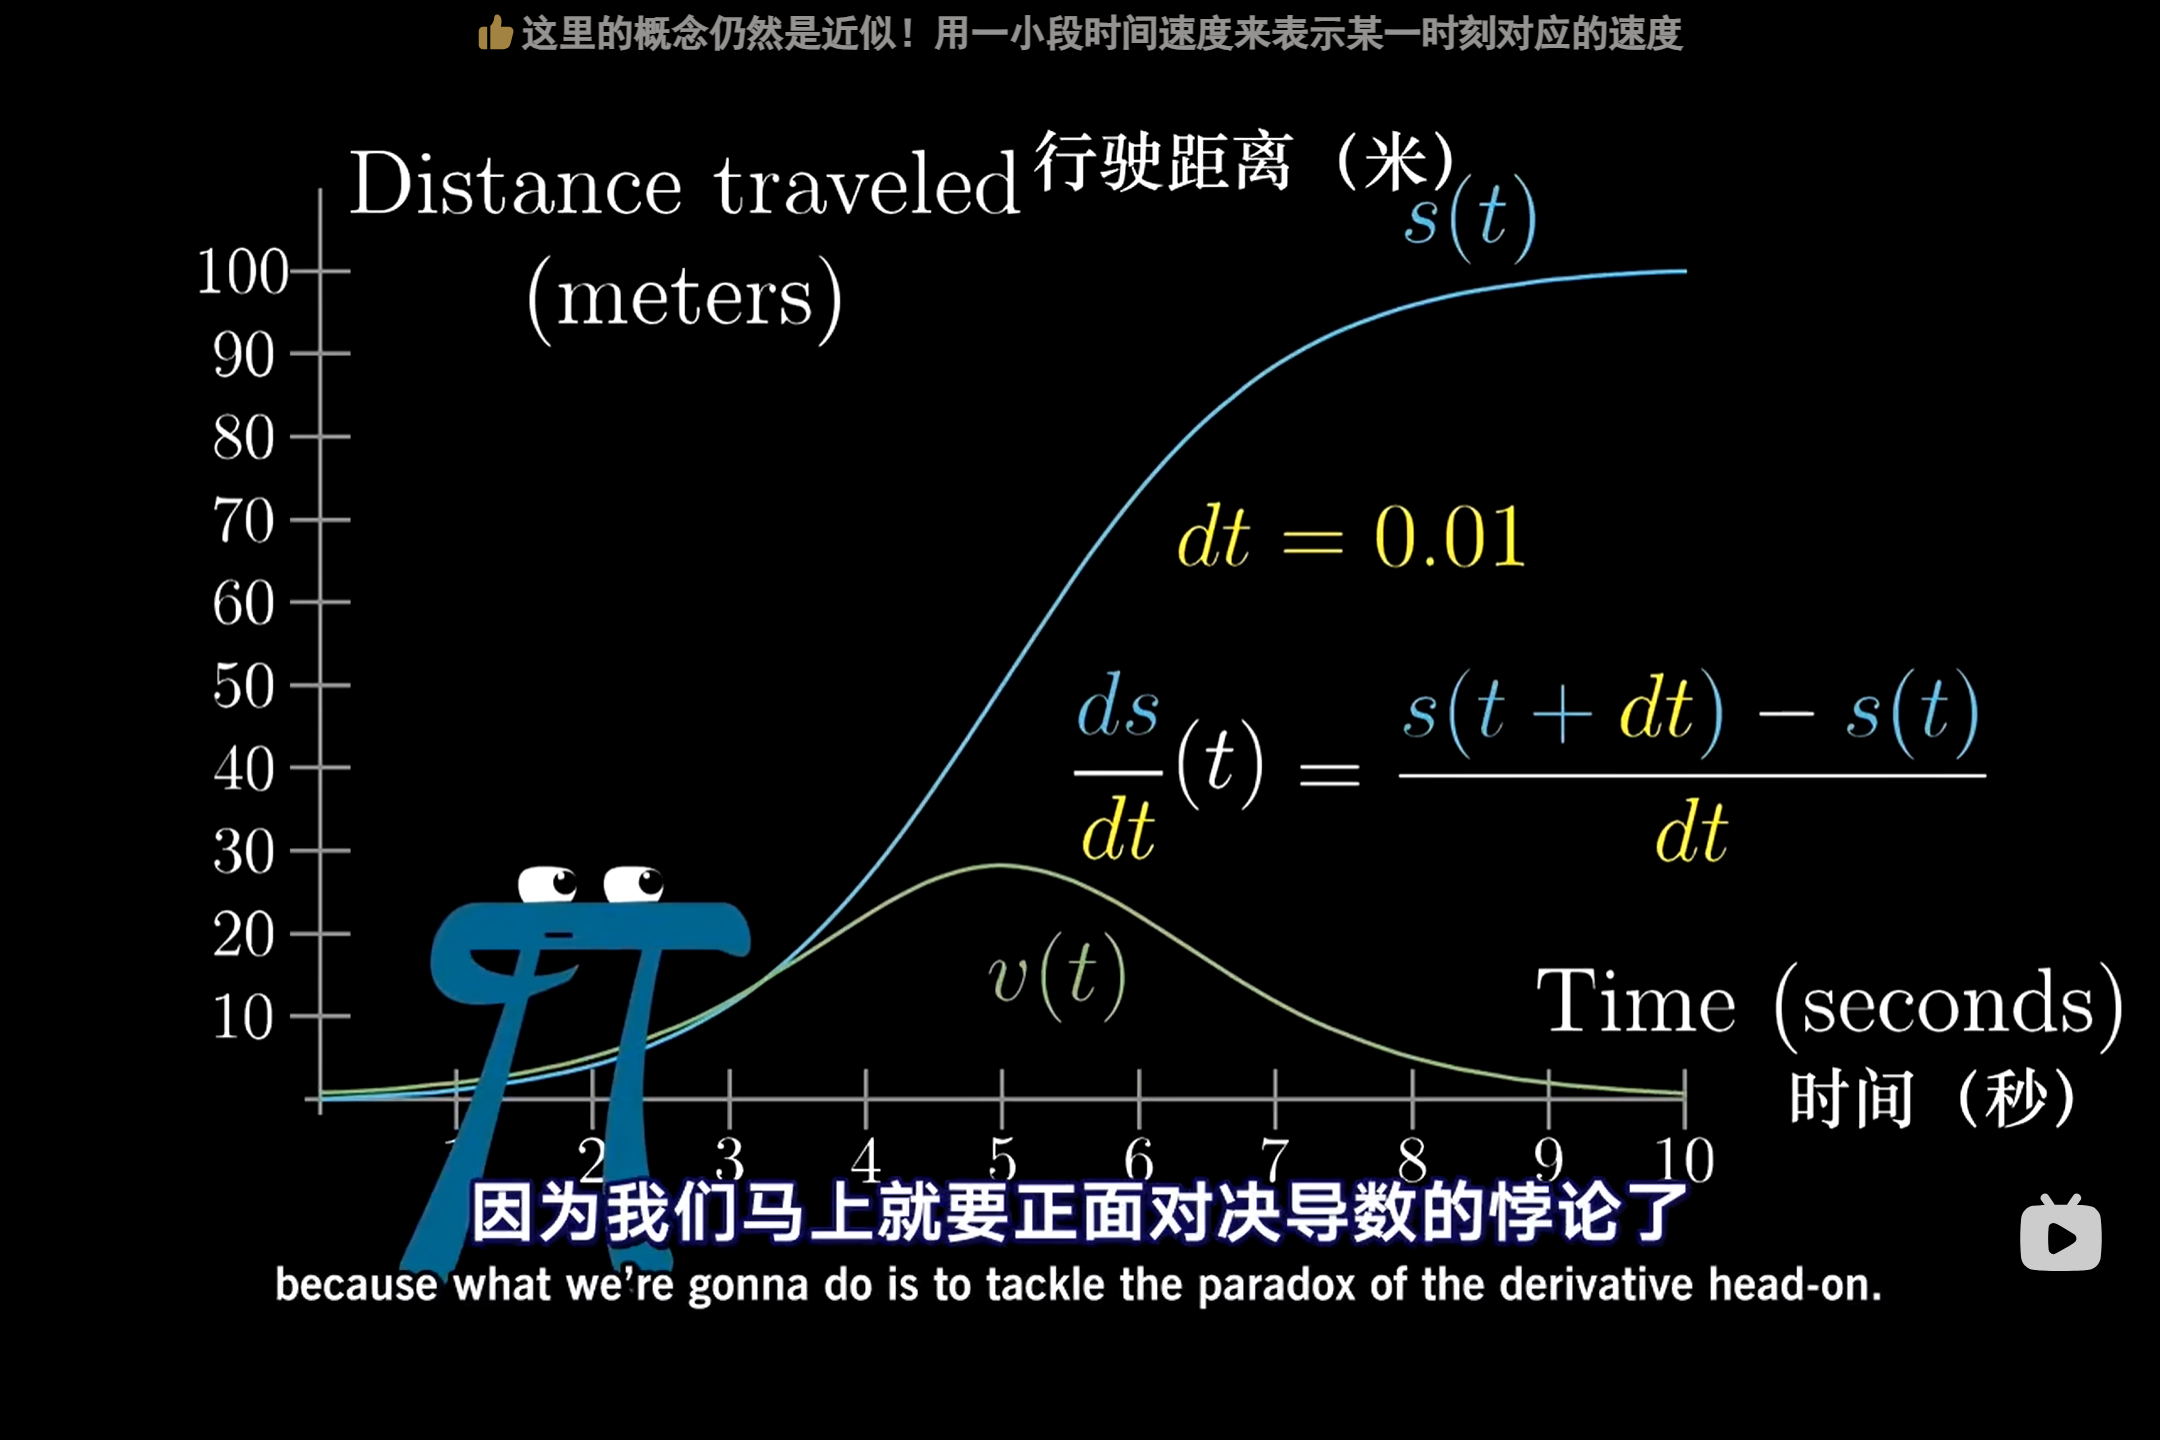 👍这里的概念仍然是近似！用一小段时间速度来表示某一时刻对应的速度
Distance traveled 行驶距离（米）
(meters)
s(t)
100
90
80
70
60
50
40
30
20
10
dt = 0.01
ds/dt (t) = (s(t + dt) − s(t))/dt
v(t)
Time (seconds)
时间（秒）
1 2 3 4 5 6 7 8 9 10
因为我们马上就要正面对决导数的悖论了
because what we're gonna do is to tackle the paradox of the derivative head-on.